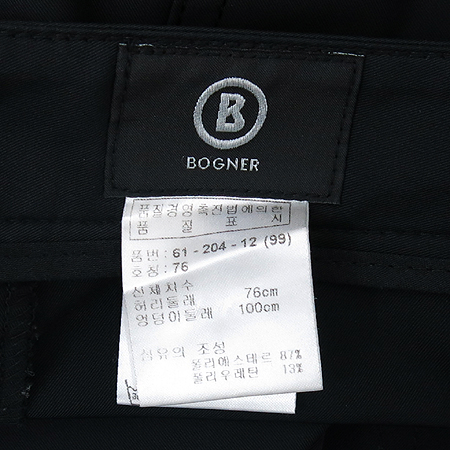 B
BOGNER
품질경영촉진법에의한
품 질 표 시
품 번: 61-204-12 (99)
호 칭: 76
신체치수
허리둘레 76cm
엉덩이둘레 100cm
섬유의 조성
폴리에스테르 87%
폴리우레탄 13%